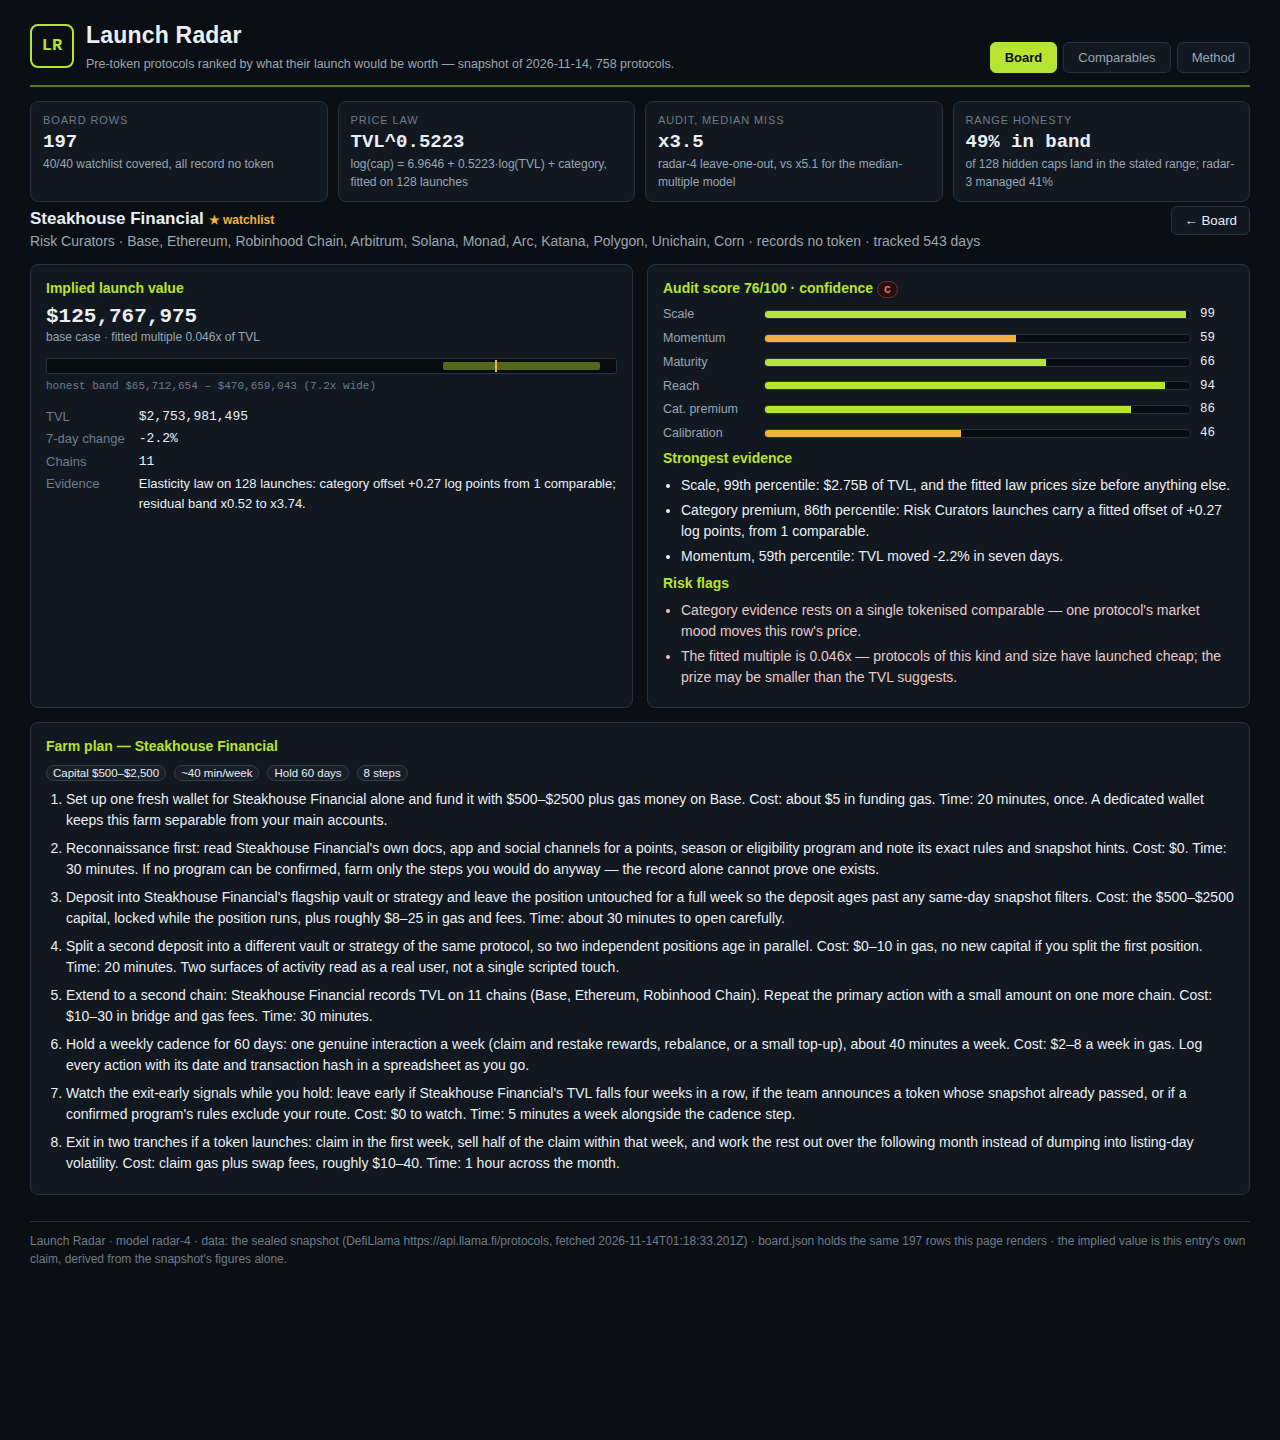 LR
Launch Radar
Pre-token protocols ranked by what their launch would be worth — snapshot of 2026-11-14, 758 protocols.
Board
Comparables
Method
BOARD ROWS
197
40/40 watchlist covered, all record no token
PRICE LAW
TVL^0.5223
log(cap) = 6.9646 + 0.5223·log(TVL) + category,
fitted on 128 launches
AUDIT, MEDIAN MISS
x3.5
radar-4 leave-one-out, vs x5.1 for the median-
multiple model
RANGE HONESTY
49% in band
of 128 hidden caps land in the stated range; radar-
3 managed 41%
Steakhouse Financial ★ watchlist
← Board
Risk Curators · Base, Ethereum, Robinhood Chain, Arbitrum, Solana, Monad, Arc, Katana, Polygon, Unichain, Corn · records no token · tracked 543 days
Implied launch value
$125,767,975
base case · fitted multiple 0.046x of TVL
honest band $65,712,654 – $470,659,043 (7.2x wide)
TVL $2,753,981,495
7-day change -2.2%
Chains 11
Evidence Elasticity law on 128 launches: category offset +0.27 log points from 1 comparable;
residual band x0.52 to x3.74.
Audit score 76/100 · confidence C
Scale 99
Momentum 59
Maturity 66
Reach 94
Cat. premium 86
Calibration 46
Strongest evidence
• Scale, 99th percentile: $2.75B of TVL, and the fitted law prices size before anything else.
• Category premium, 86th percentile: Risk Curators launches carry a fitted offset of +0.27
log points, from 1 comparable.
• Momentum, 59th percentile: TVL moved -2.2% in seven days.
Risk flags
• Category evidence rests on a single tokenised comparable — one protocol's market
mood moves this row's price.
• The fitted multiple is 0.046x — protocols of this kind and size have launched cheap; the
prize may be smaller than the TVL suggests.
Farm plan — Steakhouse Financial
Capital $500–$2,500
~40 min/week
Hold 60 days
8 steps
1. Set up one fresh wallet for Steakhouse Financial alone and fund it with $500–$2500 plus gas money on Base. Cost: about $5 in funding gas. Time: 20 minutes, once. A dedicated wallet
keeps this farm separable from your main accounts.
2. Reconnaissance first: read Steakhouse Financial's own docs, app and social channels for a points, season or eligibility program and note its exact rules and snapshot hints. Cost: $0. Time:
30 minutes. If no program can be confirmed, farm only the steps you would do anyway — the record alone cannot prove one exists.
3. Deposit into Steakhouse Financial's flagship vault or strategy and leave the position untouched for a full week so the deposit ages past any same-day snapshot filters. Cost: the $500–$2500
capital, locked while the position runs, plus roughly $8–25 in gas and fees. Time: about 30 minutes to open carefully.
4. Split a second deposit into a different vault or strategy of the same protocol, so two independent positions age in parallel. Cost: $0–10 in gas, no new capital if you split the first position.
Time: 20 minutes. Two surfaces of activity read as a real user, not a single scripted touch.
5. Extend to a second chain: Steakhouse Financial records TVL on 11 chains (Base, Ethereum, Robinhood Chain). Repeat the primary action with a small amount on one more chain. Cost:
$10–30 in bridge and gas fees. Time: 30 minutes.
6. Hold a weekly cadence for 60 days: one genuine interaction a week (claim and restake rewards, rebalance, or a small top-up), about 40 minutes a week. Cost: $2–8 a week in gas. Log
every action with its date and transaction hash in a spreadsheet as you go.
7. Watch the exit-early signals while you hold: leave early if Steakhouse Financial's TVL falls four weeks in a row, if the team announces a token whose snapshot already passed, or if a
confirmed program's rules exclude your route. Cost: $0 to watch. Time: 5 minutes a week alongside the cadence step.
8. Exit in two tranches if a token launches: claim in the first week, sell half of the claim within that week, and work the rest out over the following month instead of dumping into listing-day
volatility. Cost: claim gas plus swap fees, roughly $10–40. Time: 1 hour across the month.
Launch Radar · model radar-4 · data: the sealed snapshot (DefiLlama https://api.llama.fi/protocols, fetched 2026-11-14T01:18:33.201Z) · board.json holds the same 197 rows this page renders · the implied value is this entry's own
claim, derived from the snapshot's figures alone.